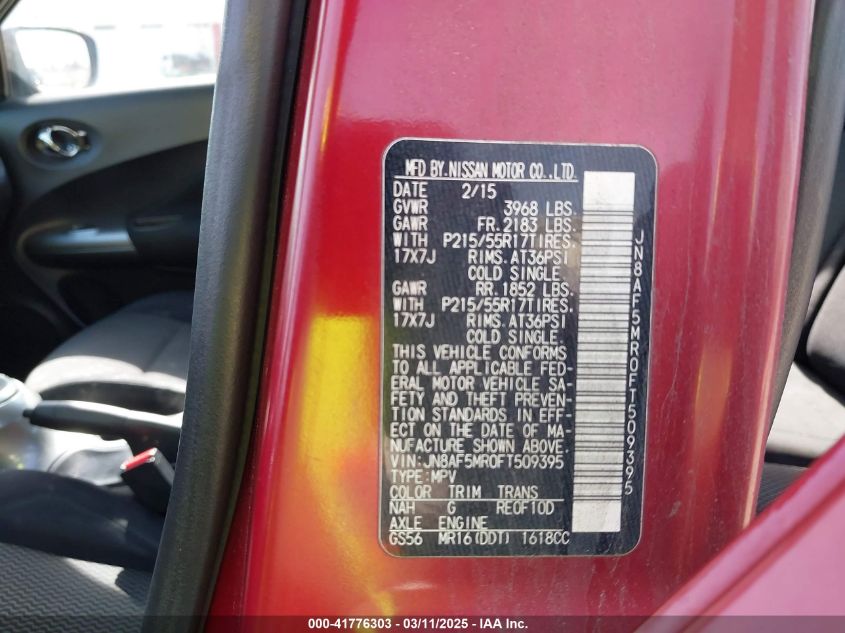 MFD BY.NISSAN MOTOR CO.,LTD.
DATE 2/15
GVWR 3968 LBS.
GAWR FR.2183 LBS.
WITH P215/55R17TIRES.
17X7J RIMS.AT36PSI
COLD SINGLE.
GAWR RR.1852 LBS.
WITH P215/55R17TIRES.
17X7J RIMS.AT36PSI
COLD SINGLE.
THIS VEHICLE CONFORMS
TO ALL APPLICABLE FED-
ERAL MOTOR VEHICLE SA-
FETY AND THEFT PREVEN-
TION STANDARDS IN EFF-
ECT ON THE DATE OF MA-
NUFACTURE SHOWN ABOVE.
VIN:JN8AF5MR0FT509395
TYPE:MPV
COLOR TRIM TRANS
NAH G RE0F10D
AXLE ENGINE
GS56 MR16(DDT) 1618CC
JN8AF5MR0FT509395
000-41776303 - 03/11/2025 - Copyright © 2025 IAA, Inc.